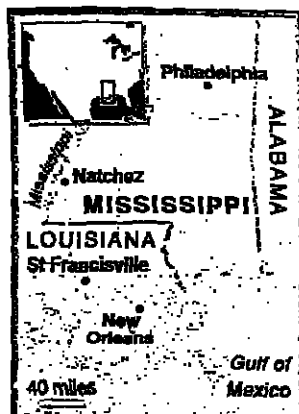 Philadelphia
ALABAMA
Mississippi
Natchez
MISSISSIPPI
LOUISIANA
St Francisville
New
Orleans
Gulf of
Mexico
40 miles